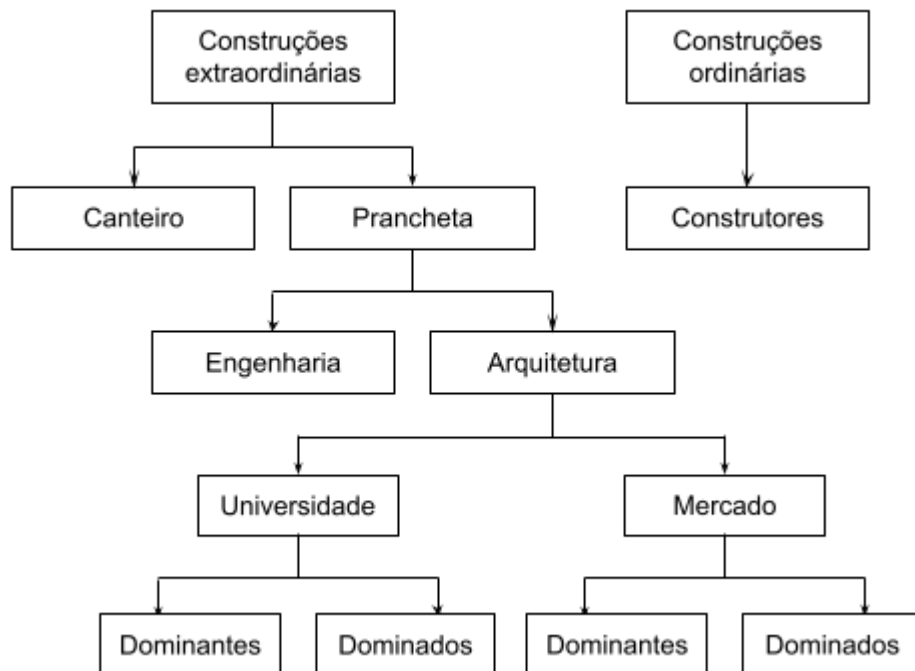 Construções
extraordinárias
Construções
ordinárias
Canteiro
Prancheta
Construtores
Engenharia
Arquitetura
Universidade
Mercado
Dominantes
Dominados
Dominantes
Dominados